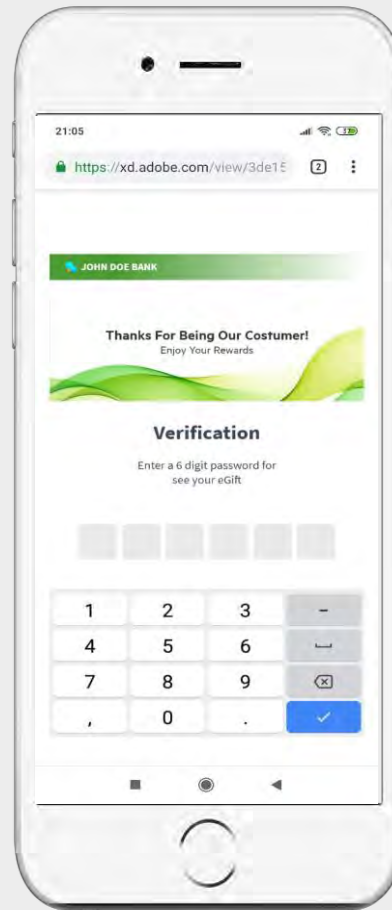 21:05
https://xd.adobe.com/view/3de15
2
JOHN DOE BANK
Thanks For Being Our Costumer!
Enjoy Your Rewards
Verification
Enter a 6 digit password for
see your eGift
1 2 3 -
4 5 6
7 8 9
, 0 .